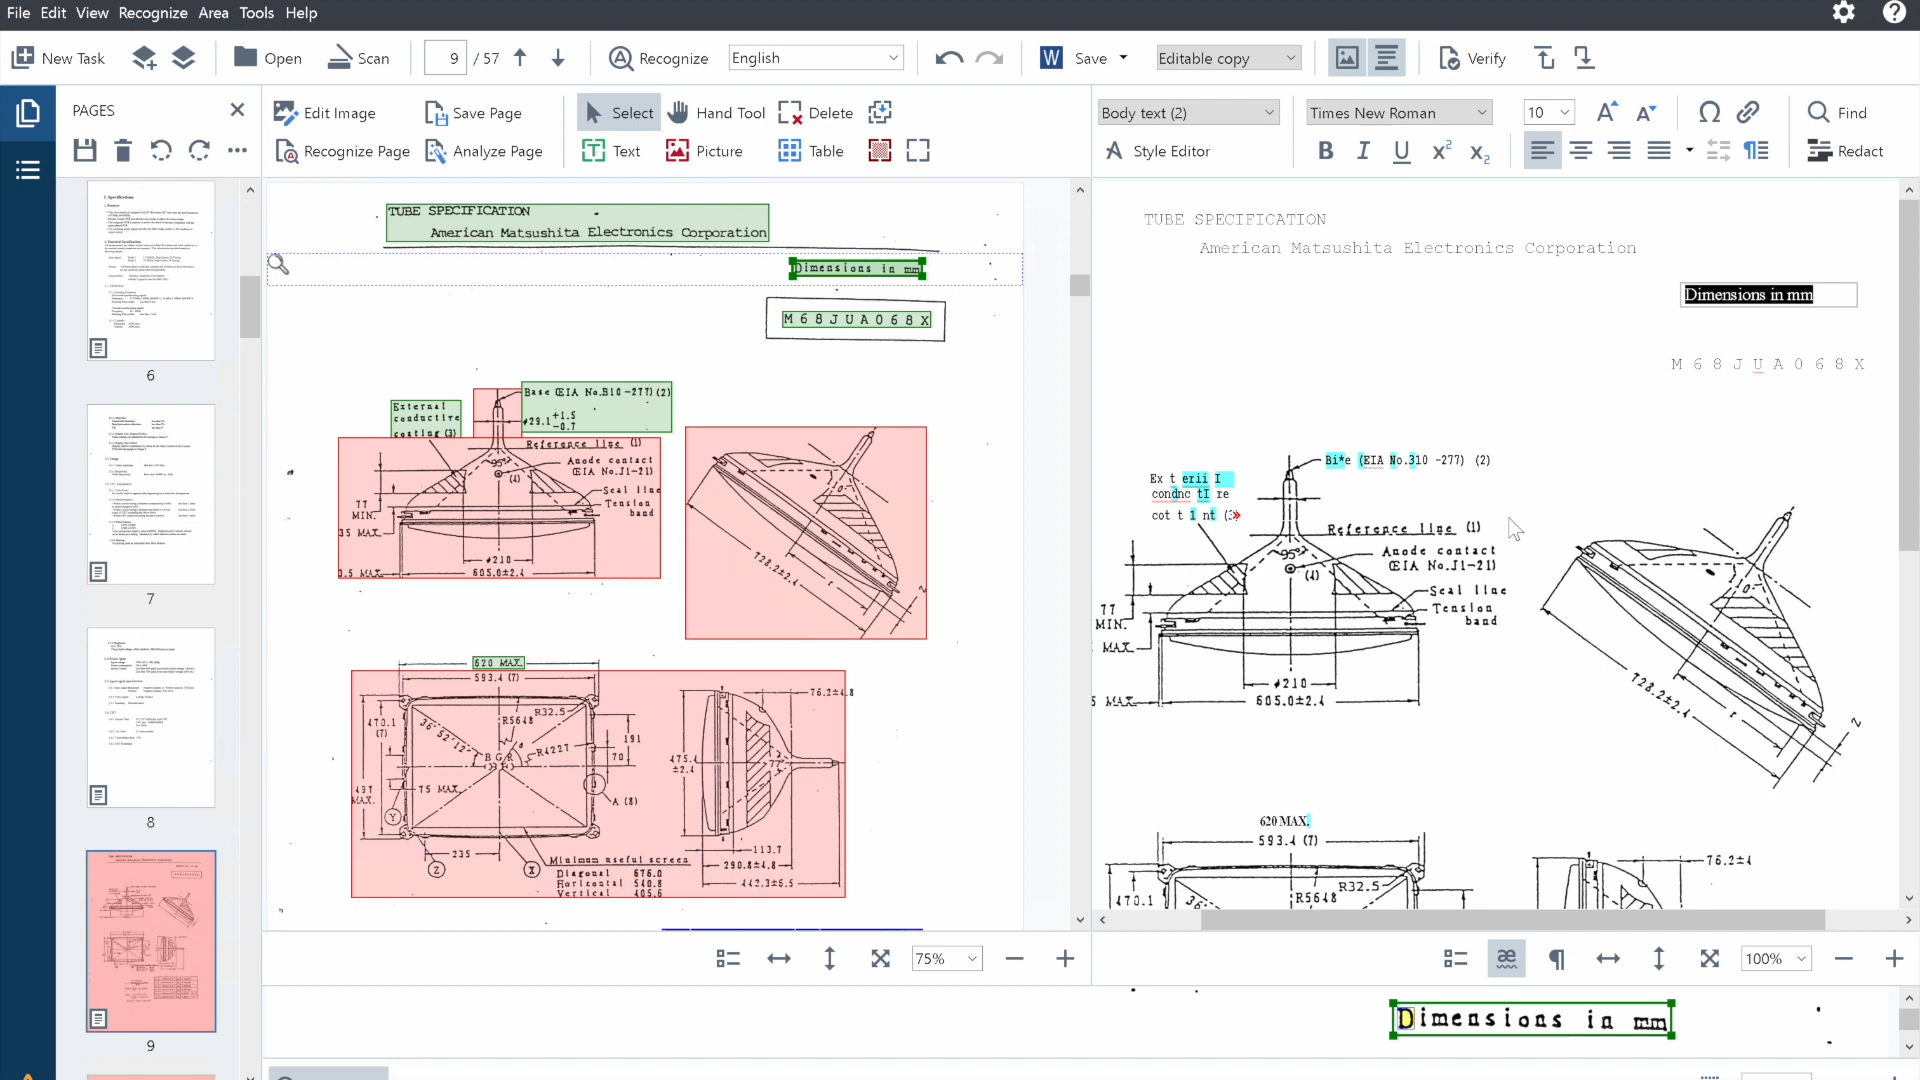 File Edit View Recognize Area Tools Help
New Task Open Scan 9 / 57 Recognize English Save Editable copy Verify
PAGES
Edit Image Save Page Select Hand Tool Delete
Recognize Page Analyze Page Text Picture Table
Body text (2) Times New Roman 10 Find
Style Editor B I U X² X₂ Redact
6
7
8
9
TUBE SPECIFICATION
American Matsushita Electronics Corporation
Dimensions in mm
M68JUA068X
Base (EIA No.B10-277)(2)
External
conductive
coating (3)
ø29.1 +1.5 -0.7
Reference line (1)
95°
Anode contact
(EIA No.J1-21)
(4)
Seal line
77
MIN.
Tension
band
35 MAX.
ø210
3.5 MAX.
605.0±2.4
728.2±2.4
Z
620 MAX.
593.4 (7)
76.2±4.8
R32.5
R5648
470.1
(7)
36°52'12"
R4227
191
B G R
70
475.4
±2.4
77
75 MAX.
MAX.
A (8)
Y
235
113.7
Minimum useful screen
290.8±4.8
Z X
Diagonal 676.0
Horizontal 540.8
442.3±6.5
Vertical 405.6
75%
TUBE SPECIFICATION
American Matsushita Electronics Corporation
Dimensions in mm
M 6 8 J U A 0 6 8 X
Bi*e (EIA No.310 -277) (2)
Ex t erii I
condnc tI re
cot t 1 nt (3»
Reference line (1)
95°
Anode contact
(EIA No.J1-21)
(4)
Seal line
77
MIN.
Tension
band
MAX.
ø210
5 MAX.
605.0±2.4
728.2±2.4
Z
620 MAX.
593.4 (7)
76.2±4
R32.5
470.1
R5648
100%
Dimensions in mm